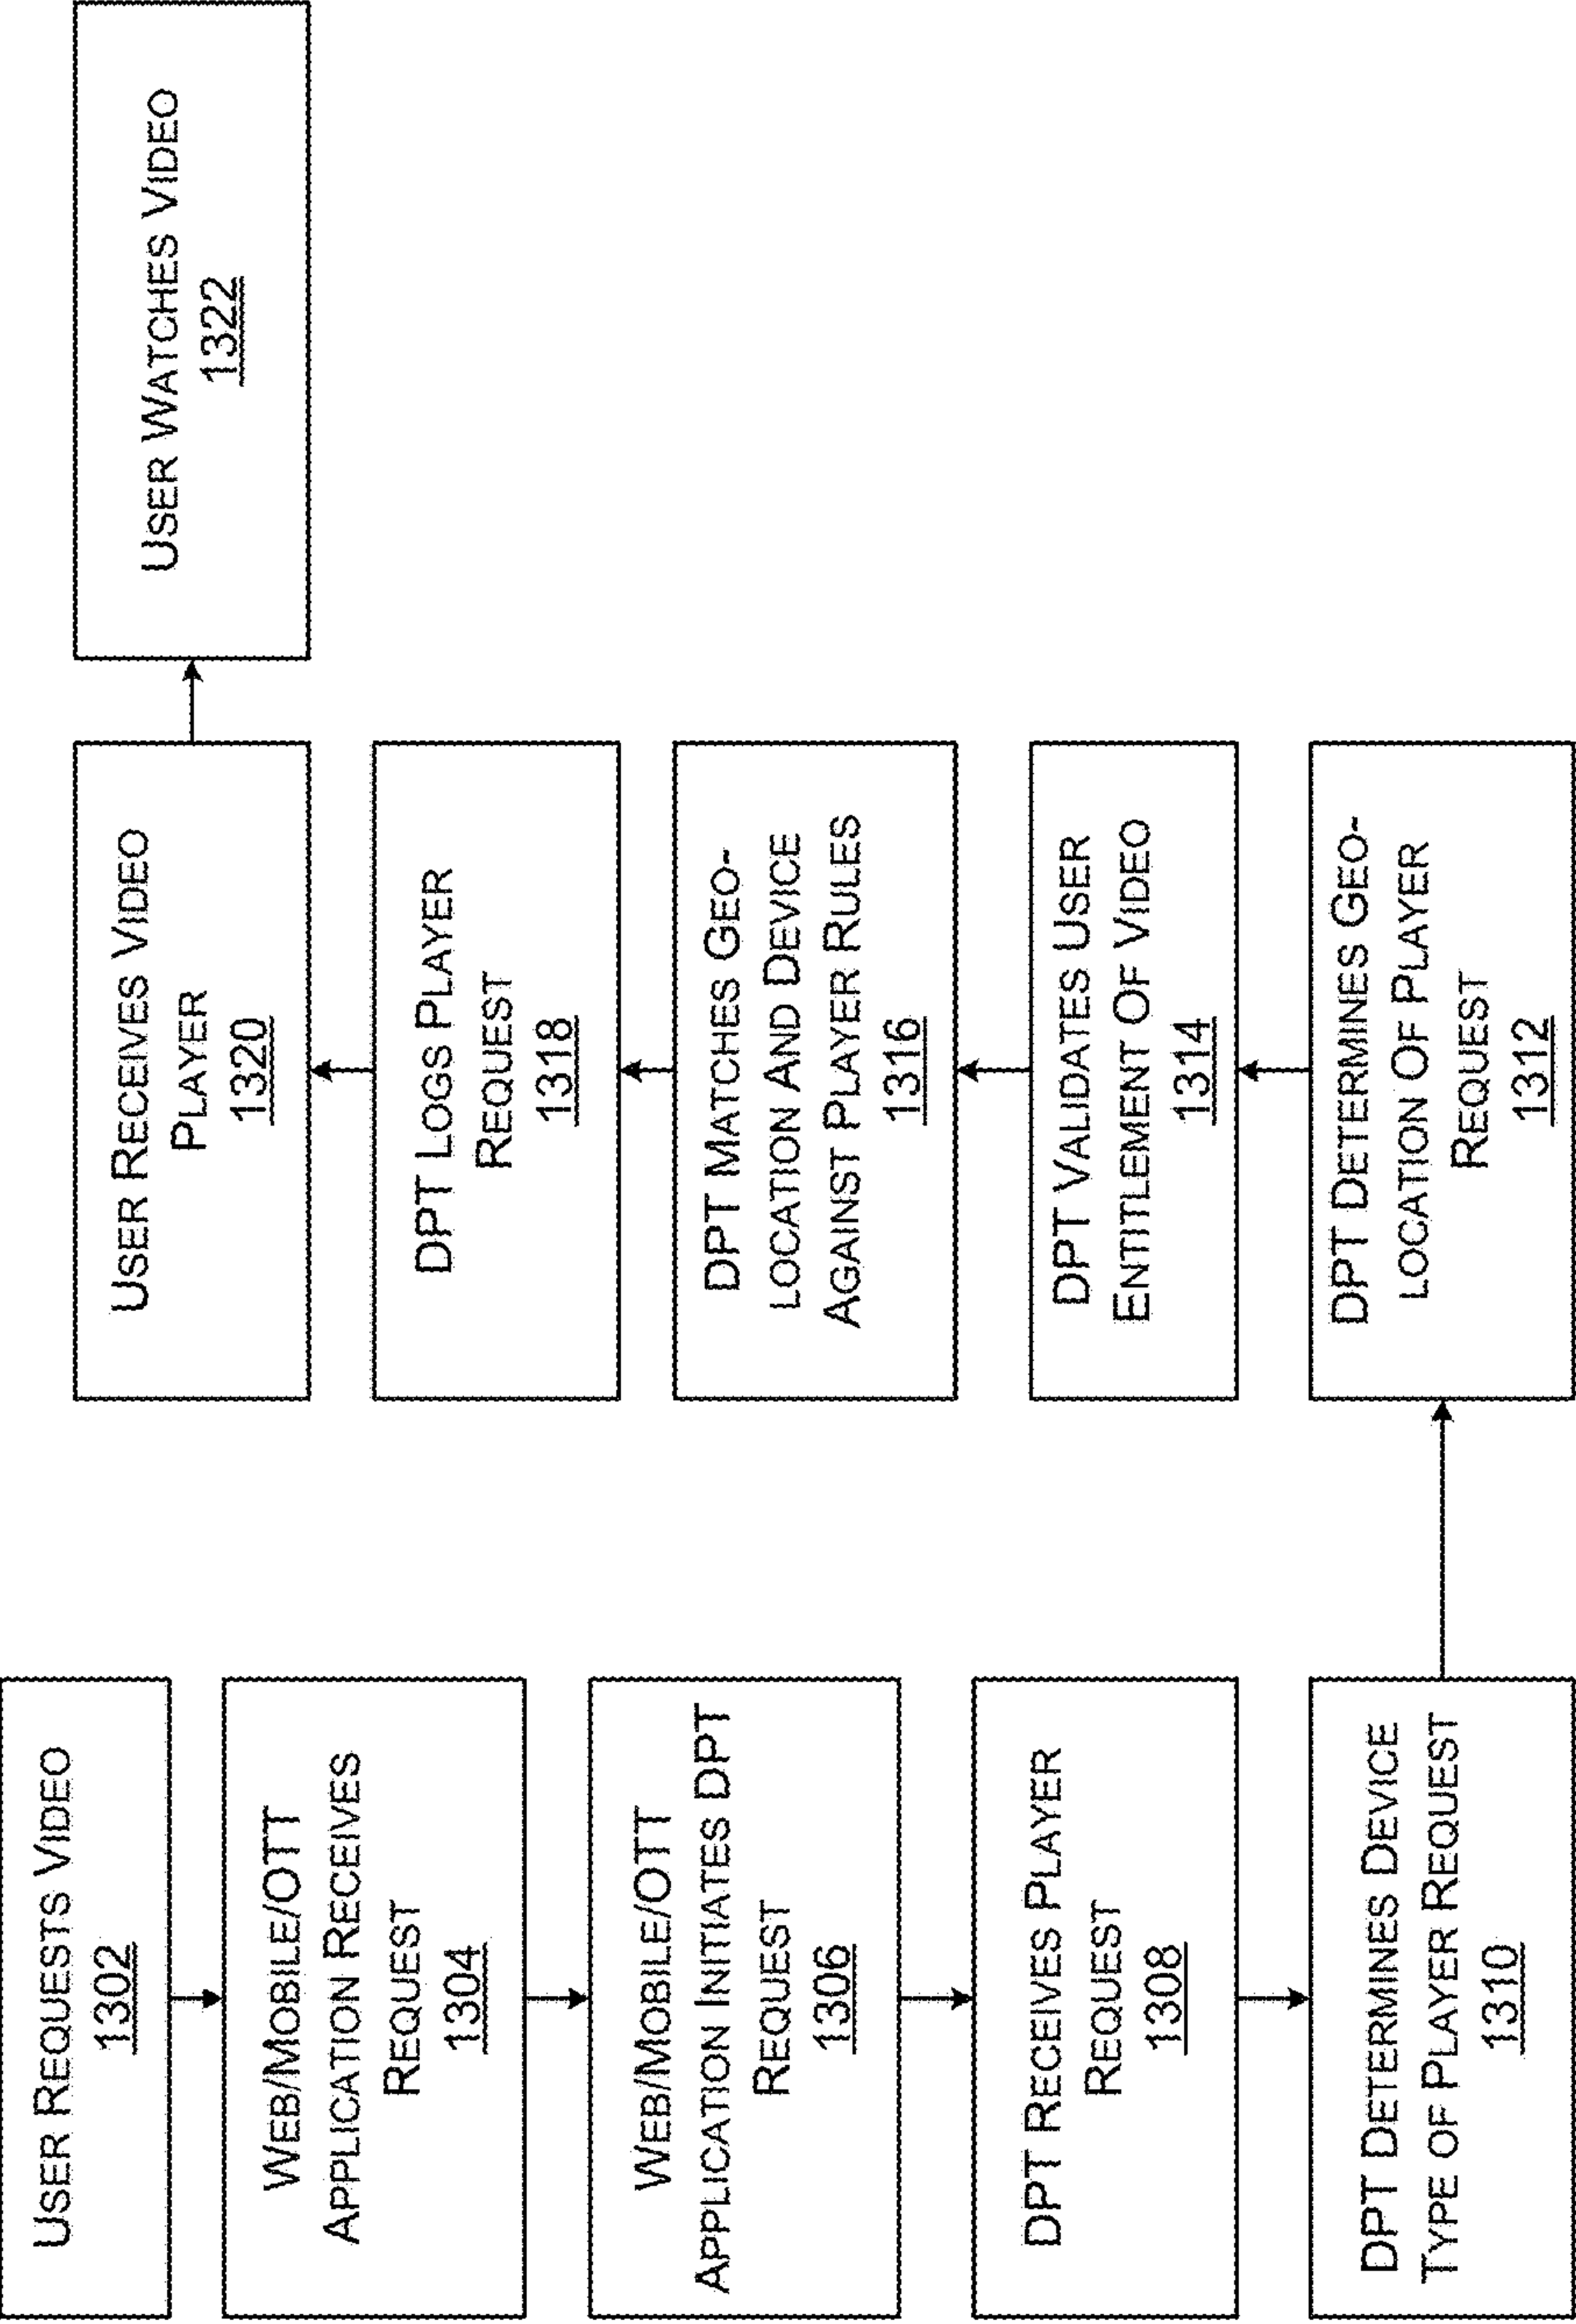 USER REQUESTS VIDEO
1302
WEB/MOBILE/OTT
APPLICATION RECEIVES
REQUEST
1304
WEB/MOBILE/OTT
APPLICATION INITIATES DPT
REQUEST
1306
DPT RECEIVES PLAYER
REQUEST
1308
DPT DETERMINES DEVICE
TYPE OF PLAYER REQUEST
1310
DPT DETERMINES GEO-
LOCATION OF PLAYER
REQUEST
1312
DPT VALIDATES USER
ENTITLEMENT OF VIDEO
1314
DPT MATCHES GEO-
LOCATION AND DEVICE
AGAINST PLAYER RULES
1316
DPT LOGS PLAYER
REQUEST
1318
USER RECEIVES VIDEO
PLAYER
1320
USER WATCHES VIDEO
1322